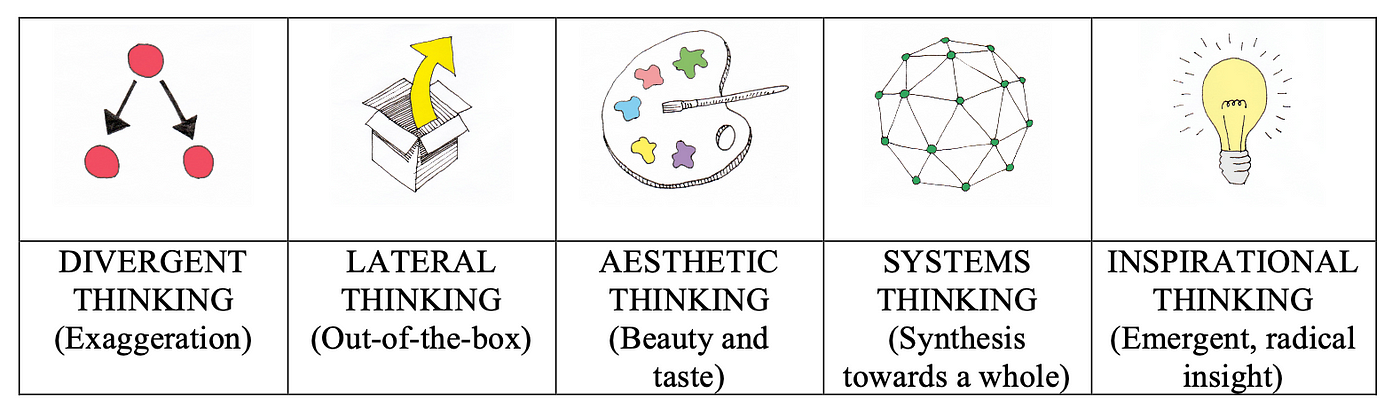 DIVERGENT
THINKING
(Exaggeration)
LATERAL
THINKING
(Out-of-the-box)
AESTHETIC
THINKING
(Beauty and
taste)
SYSTEMS
THINKING
(Synthesis
towards a whole)
INSPIRATIONAL
THINKING
(Emergent, radical
insight)